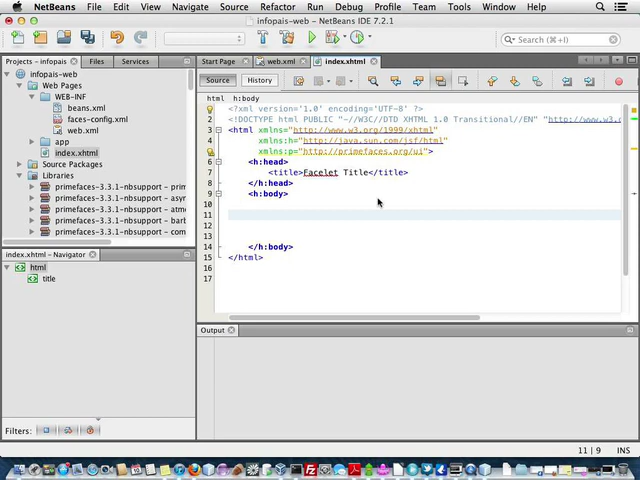 NetBeans File Edit View Navigate Source Refactor Run Debug Profile Team Tools Window Help
infopais-web - NetBeans IDE 7.2.1
Search (⌘+I)
Projects - infopais Files Services
Start Page web.xml index.xhtml
infopais-web
Web Pages
WEB-INF
beans.xml
faces-config.xml
web.xml
app
index.xhtml
Source Packages
Libraries
primefaces-3.3.1-nbsupport - prim
primefaces-3.3.1-nbsupport - asyn
primefaces-3.3.1-nbsupport - atme
primefaces-3.3.1-nbsupport - barb
primefaces-3.3.1-nbsupport - com
Source History
html h:body
<?xml version='1.0' encoding='UTF-8' ?>
<!DOCTYPE html PUBLIC "-//W3C//DTD XHTML 1.0 Transitional//EN" "http://www.w3.o
3 <html xmlns="http://www.w3.org/1999/xhtml"
4 xmlns:h="http://java.sun.com/jsf/html"
xmlns:p="http://primefaces.org/ui">
6 <h:head>
7 <title>Facelet Title</title>
8 </h:head>
9 <h:body>
10
11
12
13
14 </h:body>
15 </html>
16
17
index.xhtml - Navigator
html
title
Filters:
Output
11 | 9 INS